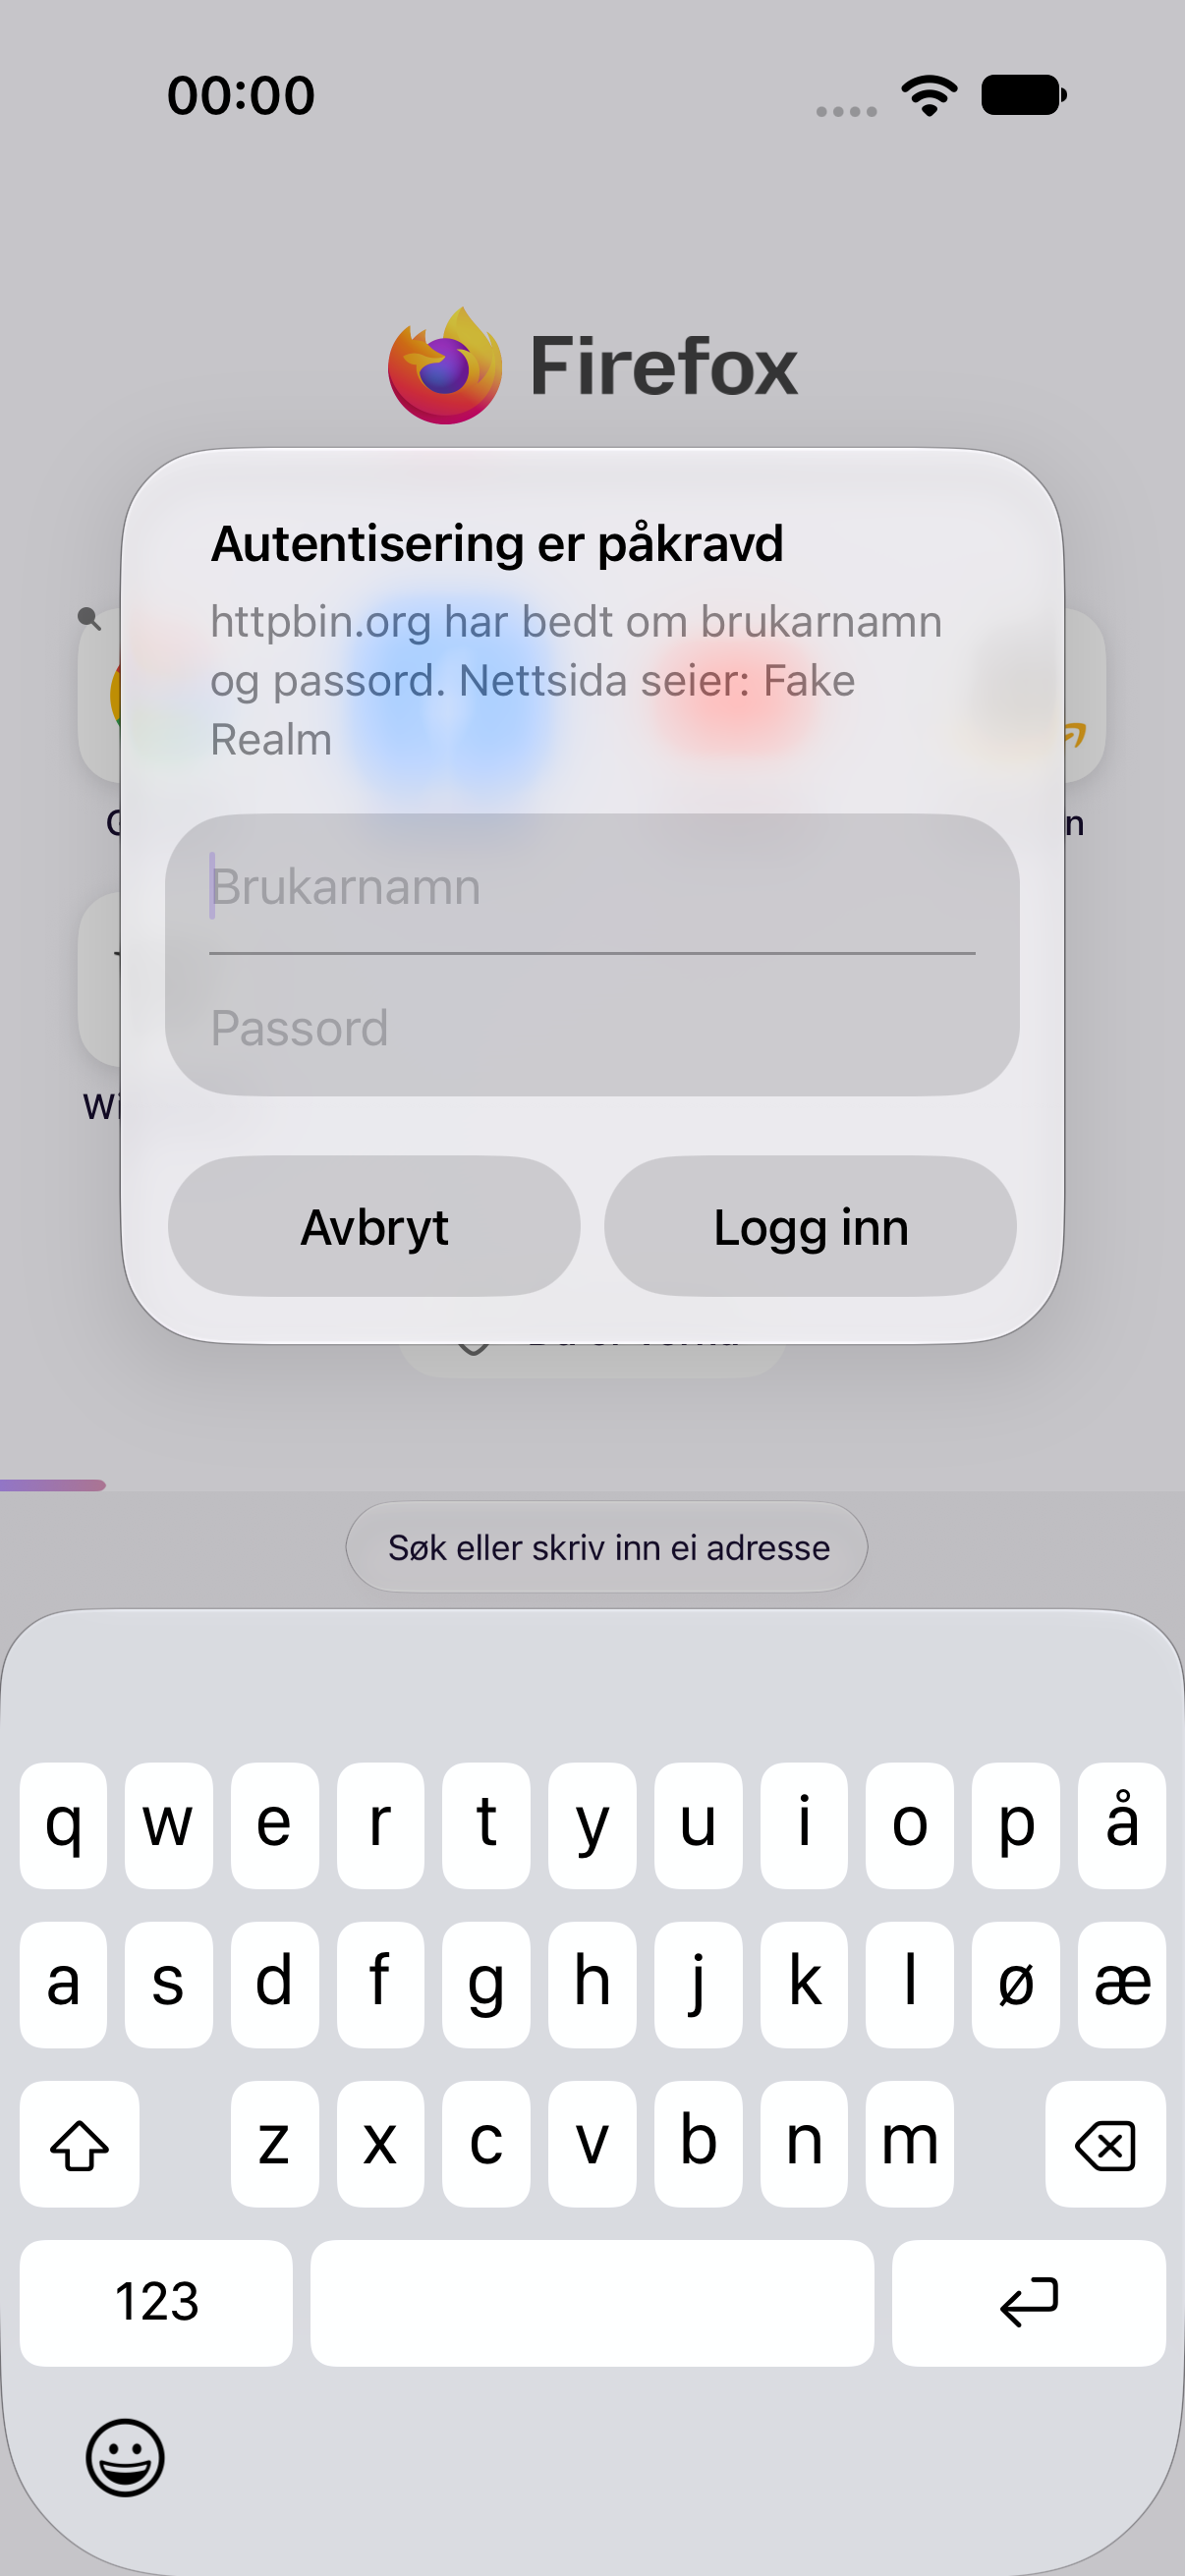 00:00
Firefox
Autentisering er påkravd
httpbin.org har bedt om brukarnamn
og passord. Nettsida seier: Fake
Realm
Brukarnamn
Passord
Avbryt
Logg inn
Søk eller skriv inn ei adresse
q w e r t y u i o p å
a s d f g h j k l ø æ
z x c v b n m
123